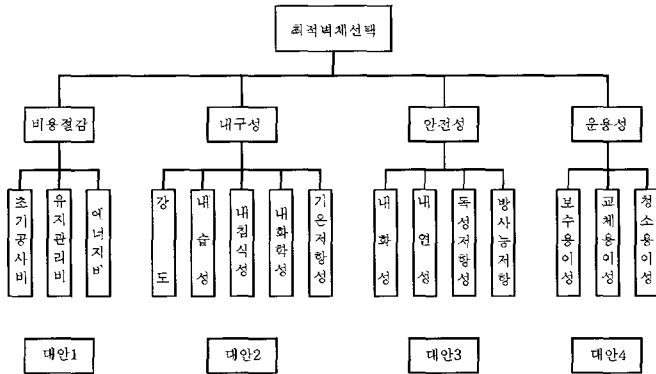 최적벽체선택
비용절감
내구성
안전성
운용성
초기공사비
유지관리비
에너지비
강도
내습성
내침식성
내화학성
기온저항성
내화성
내연성
독성저항성
방사능저항
보수용이성
교체용이성
청소용이성
대안1
대안2
대안3
대안4